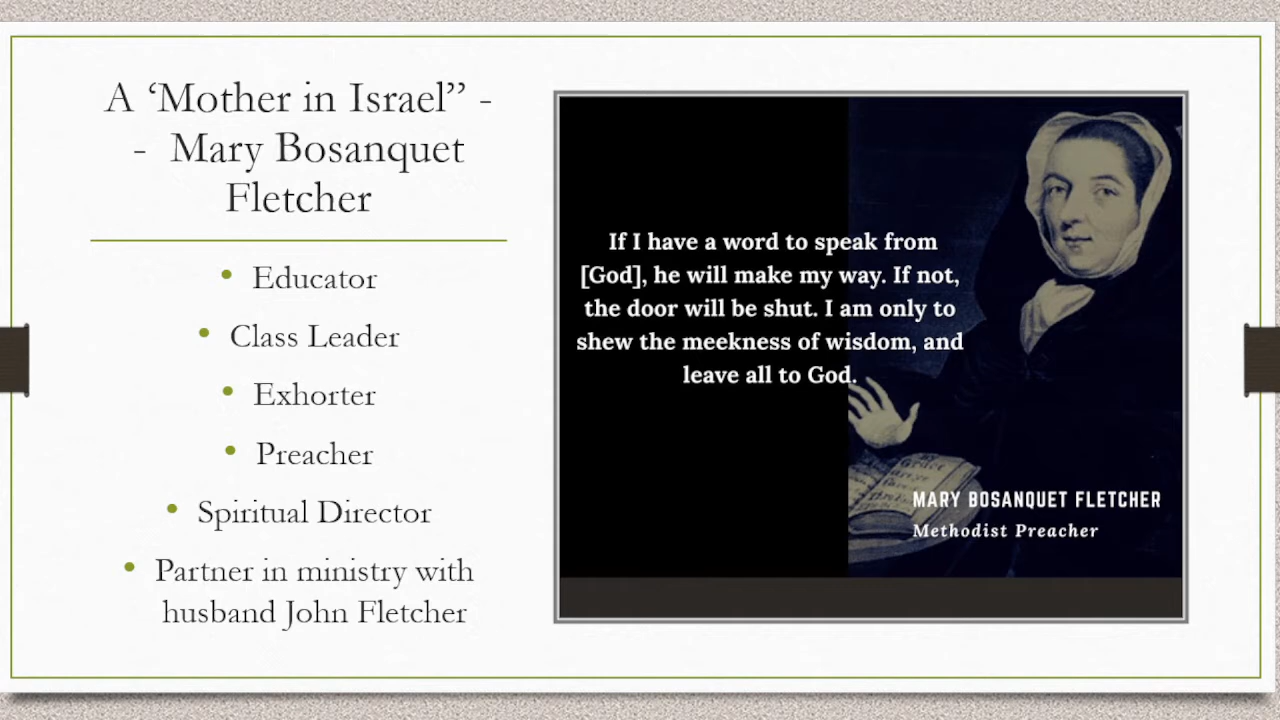 A ‘Mother in Israel” -
- Mary Bosanquet
Fletcher
• Educator
• Class Leader
• Exhorter
• Preacher
• Spiritual Director
• Partner in ministry with
husband John Fletcher
If I have a word to speak from
[God], he will make my way. If not,
the door will be shut. I am only to
shew the meekness of wisdom, and
leave all to God.
MARY BOSANQUET FLETCHER
Methodist Preacher